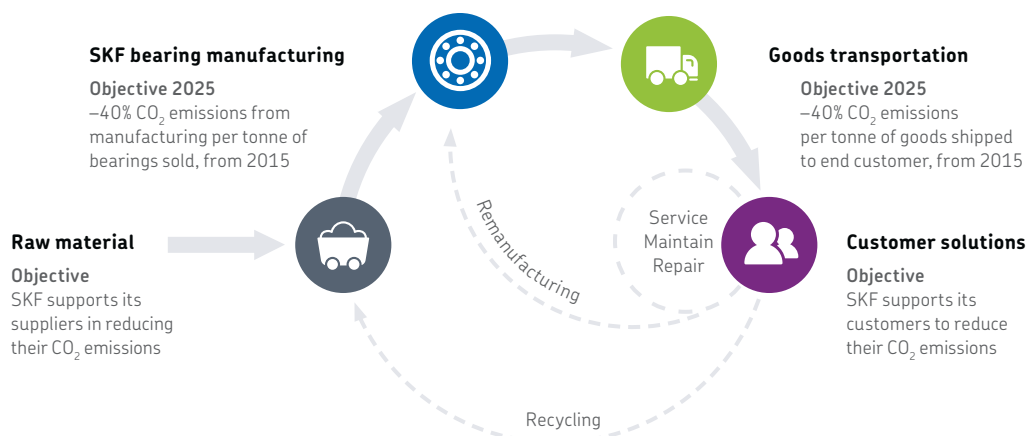 SKF bearing manufacturing
Objective 2025
–40% CO₂ emissions from
manufacturing per tonne of
bearings sold, from 2015
Goods transportation
Objective 2025
–40% CO₂ emissions
per tonne of goods shipped
to end customer, from 2015
Raw material
Objective
SKF supports its
suppliers in reducing
their CO₂ emissions
Remanufacturing
Service
Maintain
Repair
Customer solutions
Objective
SKF supports its
customers to reduce
their CO₂ emissions
Recycling